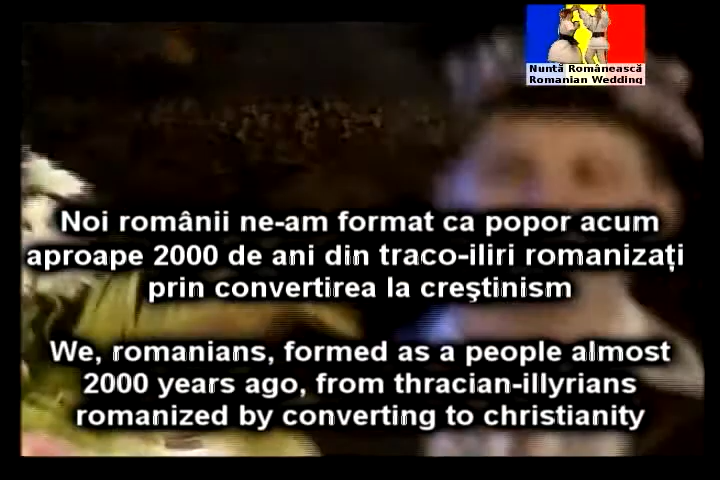 Nuntă Românească
Romanian Wedding
Noi românii ne-am format ca popor acum
aproape 2000 de ani din traco-iliri romanizați
prin convertirea la creştinism
We, romanians, formed as a people almost
2000 years ago, from thracian-illyrians
romanized by converting to christianity